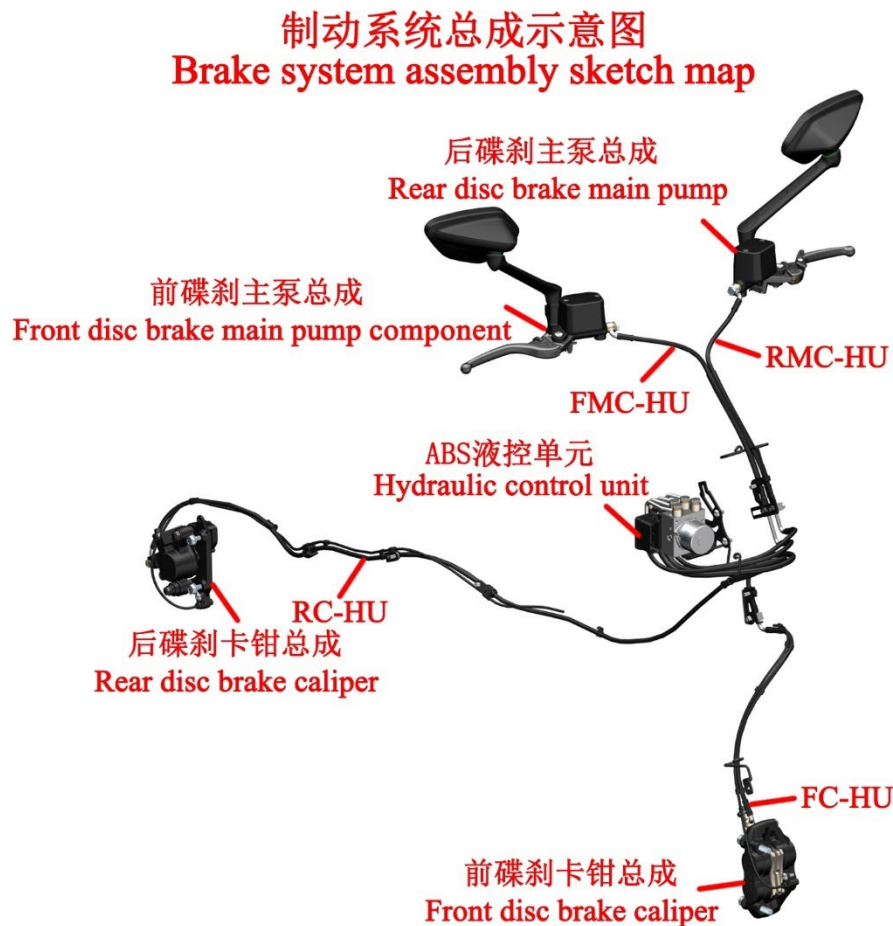 制动系统总成示意图
Brake system assembly sketch map
后碟刹主泵总成
Rear disc brake main pump
前碟刹主泵总成
Front disc brake main pump component
RMC-HU
FMC-HU
ABS液控单元
Hydraulic control unit
RC-HU
后碟刹卡钳总成
Rear disc brake caliper
FC-HU
前碟刹卡钳总成
Front disc brake caliper